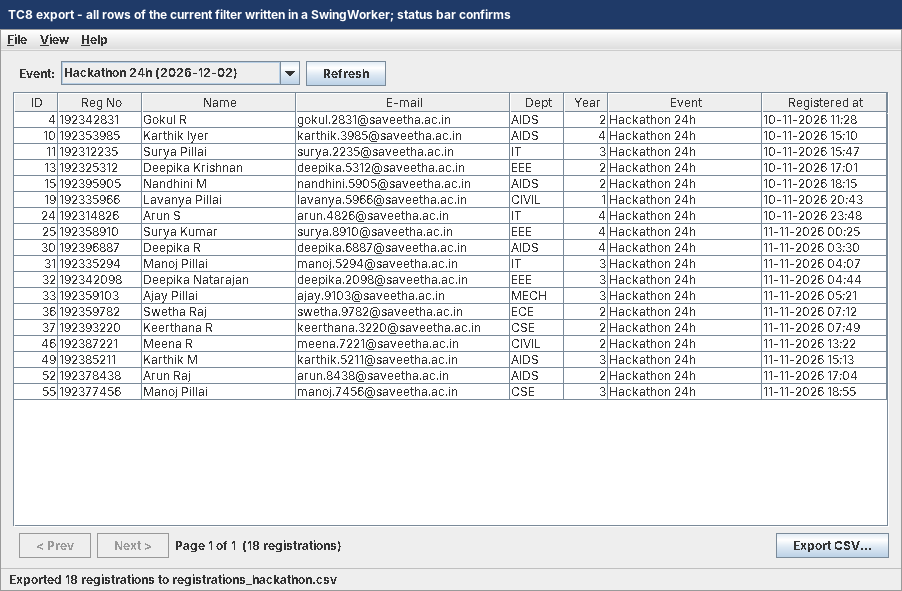 TC8 export - all rows of the current filter written in a SwingWorker; status bar confirms
File View Help
Event: Hackathon 24h (2026-12-02) Refresh
ID Reg No Name E-mail Dept Year Event Registered at
4 192342831 Gokul R gokul.2831@saveetha.ac.in AIDS 2 Hackathon 24h 10-11-2026 11:28
10 192353985 Karthik Iyer karthik.3985@saveetha.ac.in AIDS 4 Hackathon 24h 10-11-2026 15:10
11 192312235 Surya Pillai surya.2235@saveetha.ac.in IT 3 Hackathon 24h 10-11-2026 15:47
13 192325312 Deepika Krishnan deepika.5312@saveetha.ac.in EEE 2 Hackathon 24h 10-11-2026 17:01
15 192395905 Nandhini M nandhini.5905@saveetha.ac.in AIDS 2 Hackathon 24h 10-11-2026 18:15
19 192335966 Lavanya Pillai lavanya.5966@saveetha.ac.in CIVIL 1 Hackathon 24h 10-11-2026 20:43
24 192314826 Arun S arun.4826@saveetha.ac.in IT 4 Hackathon 24h 10-11-2026 23:48
25 192358910 Surya Kumar surya.8910@saveetha.ac.in EEE 4 Hackathon 24h 11-11-2026 00:25
30 192396887 Deepika R deepika.6887@saveetha.ac.in AIDS 4 Hackathon 24h 11-11-2026 03:30
31 192335294 Manoj Pillai manoj.5294@saveetha.ac.in IT 3 Hackathon 24h 11-11-2026 04:07
32 192342098 Deepika Natarajan deepika.2098@saveetha.ac.in EEE 3 Hackathon 24h 11-11-2026 04:44
33 192359103 Ajay Pillai ajay.9103@saveetha.ac.in MECH 3 Hackathon 24h 11-11-2026 05:21
36 192359782 Swetha Raj swetha.9782@saveetha.ac.in ECE 2 Hackathon 24h 11-11-2026 07:12
37 192393220 Keerthana R keerthana.3220@saveetha.ac.in CSE 2 Hackathon 24h 11-11-2026 07:49
46 192387221 Meena R meena.7221@saveetha.ac.in CIVIL 2 Hackathon 24h 11-11-2026 13:22
49 192385211 Karthik M karthik.5211@saveetha.ac.in AIDS 3 Hackathon 24h 11-11-2026 15:13
52 192378438 Arun Raj arun.8438@saveetha.ac.in AIDS 2 Hackathon 24h 11-11-2026 17:04
55 192377456 Manoj Pillai manoj.7456@saveetha.ac.in CSE 3 Hackathon 24h 11-11-2026 18:55
< Prev Next > Page 1 of 1 (18 registrations) Export CSV...
Exported 18 registrations to registrations_hackathon.csv